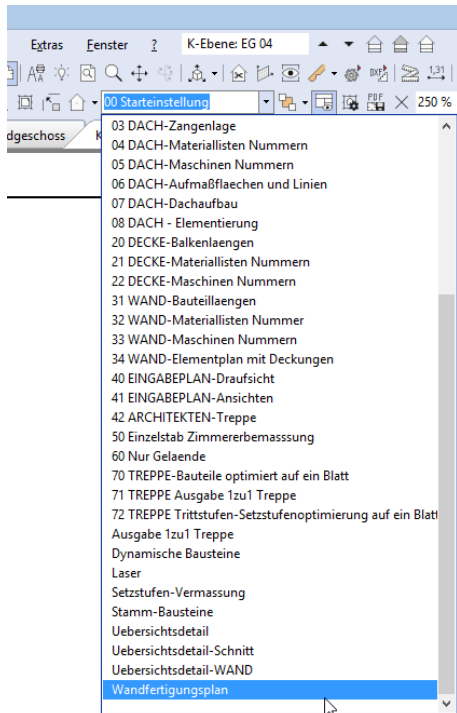 Extras Fenster ? K-Ebene: EG 04
1,31
00 Starteinstellung PDF 250 %
dgeschoss K
03 DACH-Zangenlage
04 DACH-Materiallisten Nummern
05 DACH-Maschinen Nummern
06 DACH-Aufmaßflaechen und Linien
07 DACH-Dachaufbau
08 DACH - Elementierung
20 DECKE-Balkenlaengen
21 DECKE-Materiallisten Nummern
22 DECKE-Maschinen Nummern
31 WAND-Bauteillaengen
32 WAND-Materiallisten Nummer
33 WAND-Maschinen Nummern
34 WAND-Elementplan mit Deckungen
40 EINGABEPLAN-Draufsicht
41 EINGABEPLAN-Ansichten
42 ARCHITEKTEN-Treppe
50 Einzelstab Zimmererbemasssung
60 Nur Gelaende
70 TREPPE-Bauteile optimiert auf ein Blatt
71 TREPPE Ausgabe 1zu1 Treppe
72 TREPPE Trittstufen-Setzstufenoptimierung auf ein Blatt
Ausgabe 1zu1 Treppe
Dynamische Bausteine
Laser
Setzstufen-Vermassung
Stamm-Bausteine
Uebersichtsdetail
Uebersichtsdetail-Schnitt
Uebersichtsdetail-WAND
Wandfertigungsplan